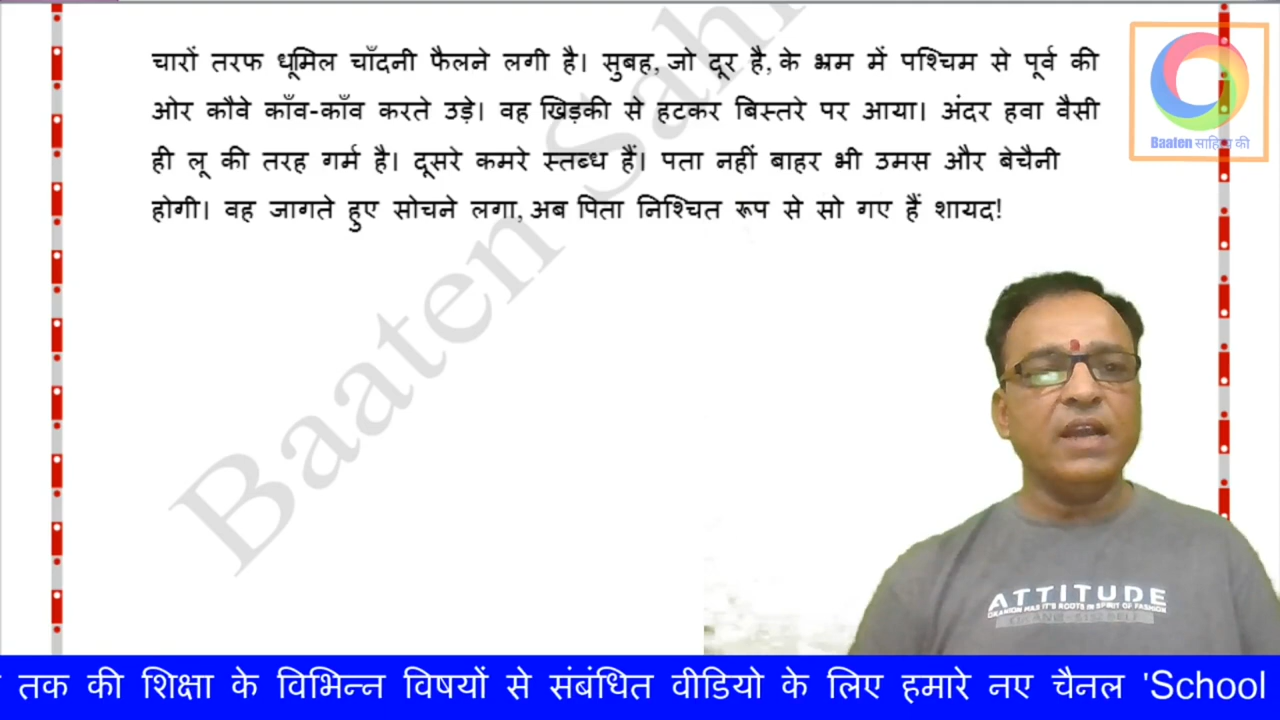 चारों तरफ धूमिल चाँदनी फैलने लगी है। सुबह, जो दूर है, के भ्रम में पश्चिम से पूर्व की
ओर कौवे काँव-काँव करते उड़े। वह खिड़की से हटकर बिस्तरे पर आया। अंदर हवा वैसी
ही लू की तरह गर्म है। दूसरे कमरे स्तब्ध हैं। पता नहीं बाहर भी उमस और बेचैनी
होगी। वह जागते हुए सोचने लगा, अब पिता निश्चित रूप से सो गए हैं शायद!
Baaten साहित्य की
Baaten Sahi
ATTITUDE
तक की शिक्षा के विभिन्न विषयों से संबंधित वीडियो के लिए हमारे नए चैनल 'School